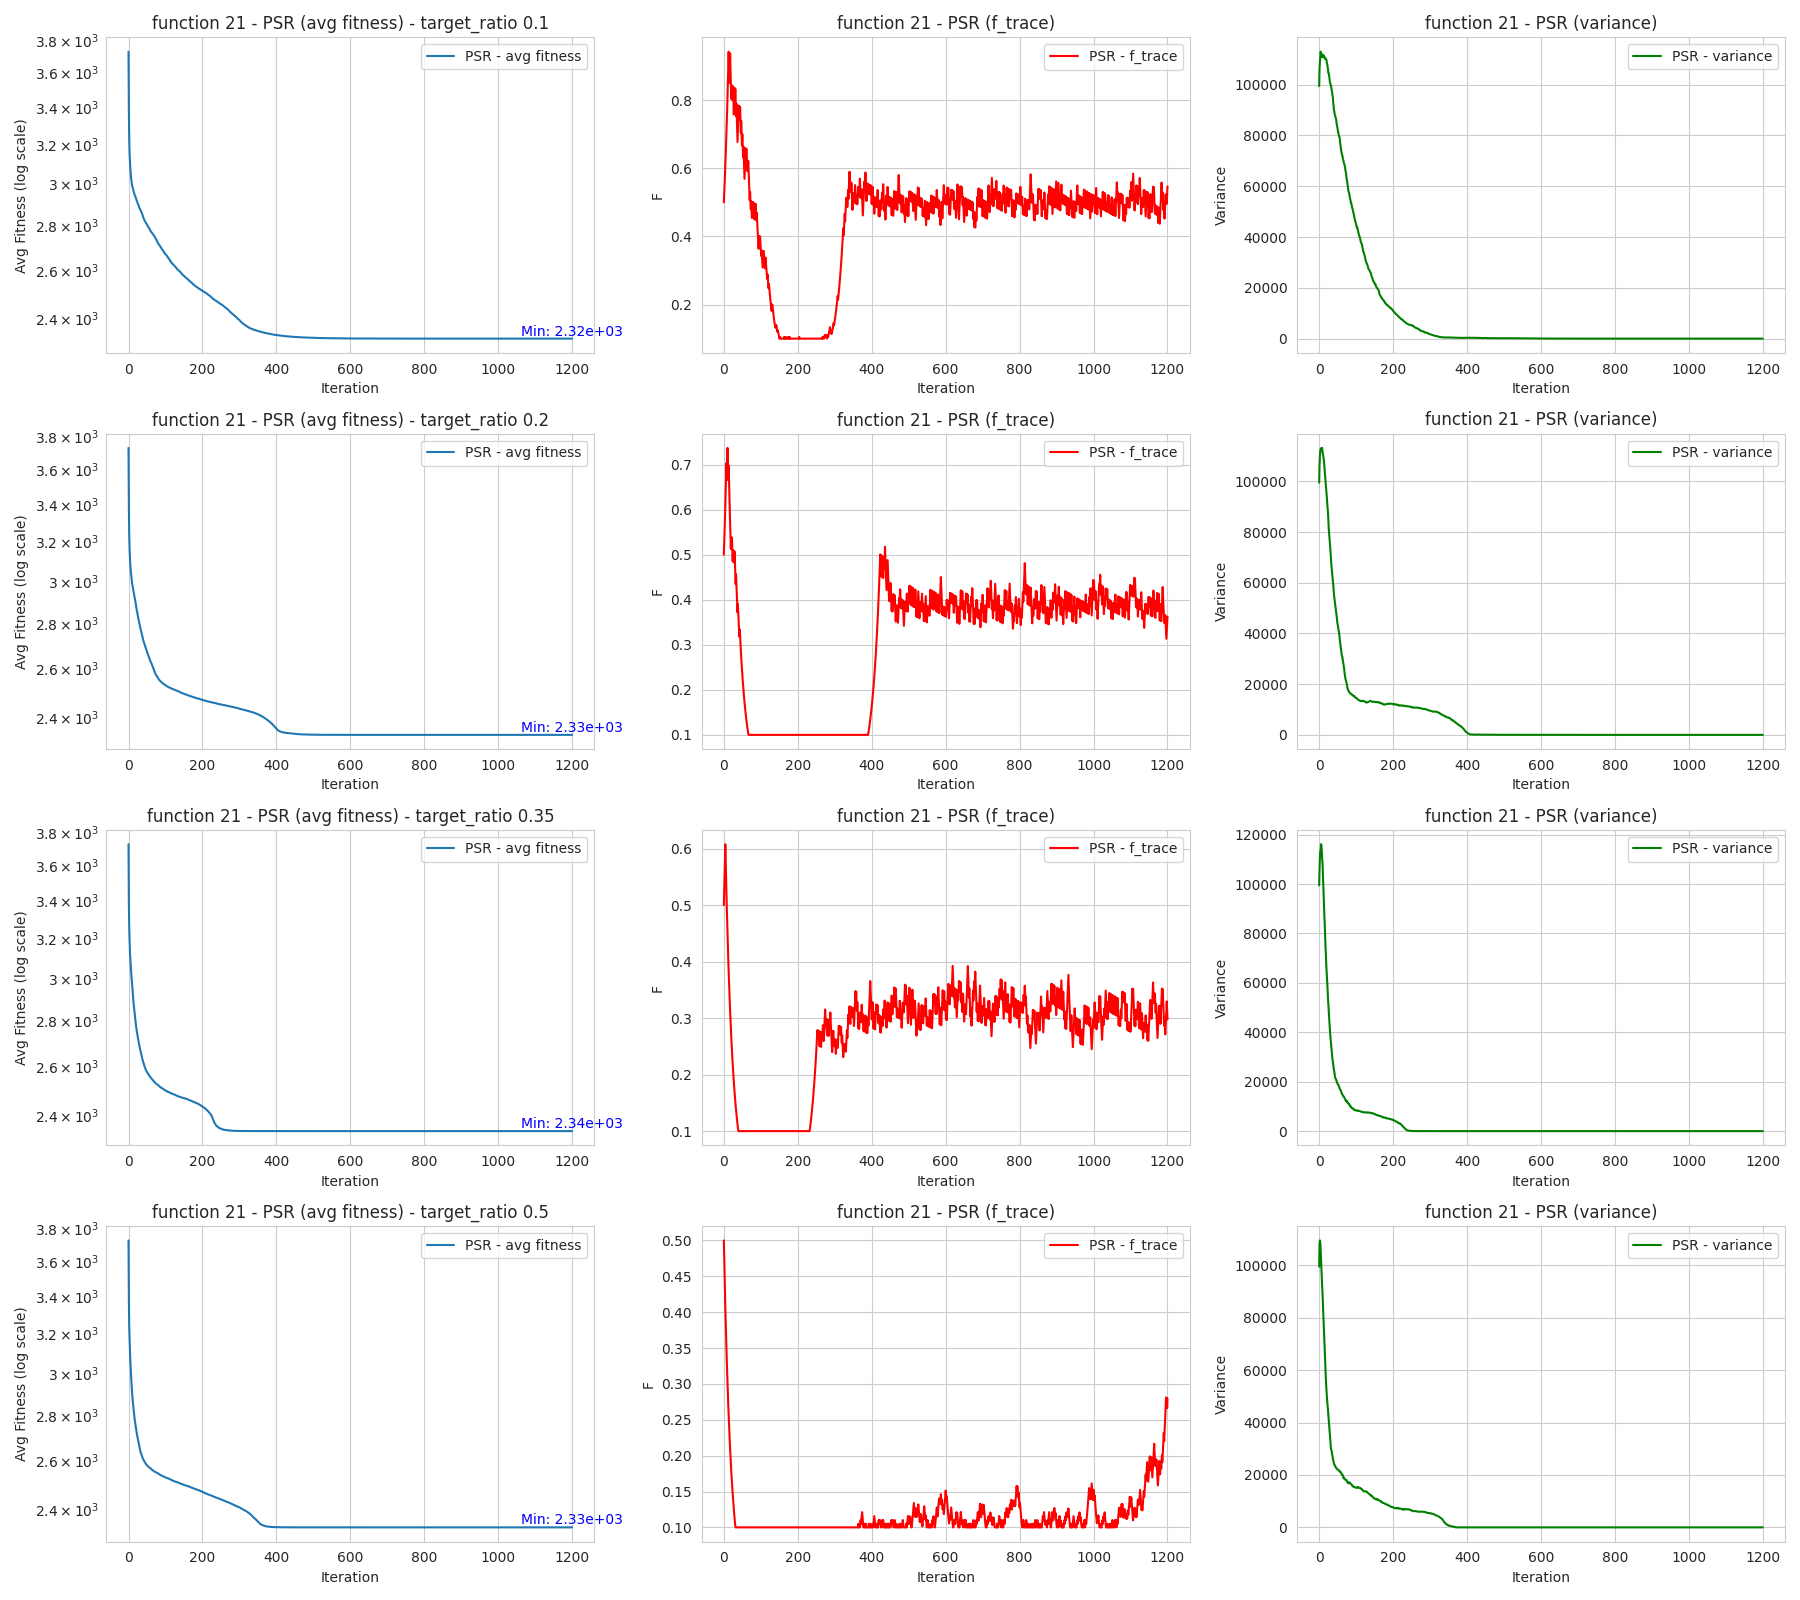 function 21 - PSR (avg fitness) - target_ratio 0.1
PSR - avg fitness
3.8 × 10³
3.6 × 10³
3.4 × 10³
3.2 × 10³
3 × 10³
2.8 × 10³
2.6 × 10³
2.4 × 10³
Avg Fitness (log scale)
Min: 2.32e+03
0 200 400 600 800 1000 1200
Iteration
function 21 - PSR (f_trace)
PSR - f_trace
0.8
0.6
0.4
0.2
F
0 200 400 600 800 1000 1200
Iteration
function 21 - PSR (variance)
PSR - variance
100000
80000
60000
40000
20000
0
Variance
0 200 400 600 800 1000 1200
Iteration
function 21 - PSR (avg fitness) - target_ratio 0.2
PSR - avg fitness
3.8 × 10³
3.6 × 10³
3.4 × 10³
3.2 × 10³
3 × 10³
2.8 × 10³
2.6 × 10³
2.4 × 10³
Avg Fitness (log scale)
Min: 2.33e+03
0 200 400 600 800 1000 1200
Iteration
function 21 - PSR (f_trace)
PSR - f_trace
0.7
0.6
0.5
0.4
0.3
0.2
0.1
F
0 200 400 600 800 1000 1200
Iteration
function 21 - PSR (variance)
PSR - variance
100000
80000
60000
40000
20000
0
Variance
0 200 400 600 800 1000 1200
Iteration
function 21 - PSR (avg fitness) - target_ratio 0.35
PSR - avg fitness
3.8 × 10³
3.6 × 10³
3.4 × 10³
3.2 × 10³
3 × 10³
2.8 × 10³
2.6 × 10³
2.4 × 10³
Avg Fitness (log scale)
Min: 2.34e+03
0 200 400 600 800 1000 1200
Iteration
function 21 - PSR (f_trace)
PSR - f_trace
0.6
0.5
0.4
0.3
0.2
0.1
F
0 200 400 600 800 1000 1200
Iteration
function 21 - PSR (variance)
PSR - variance
120000
100000
80000
60000
40000
20000
0
Variance
0 200 400 600 800 1000 1200
Iteration
function 21 - PSR (avg fitness) - target_ratio 0.5
PSR - avg fitness
3.8 × 10³
3.6 × 10³
3.4 × 10³
3.2 × 10³
3 × 10³
2.8 × 10³
2.6 × 10³
2.4 × 10³
Avg Fitness (log scale)
Min: 2.33e+03
0 200 400 600 800 1000 1200
Iteration
function 21 - PSR (f_trace)
PSR - f_trace
0.50
0.45
0.40
0.35
0.30
0.25
0.20
0.15
0.10
F
0 200 400 600 800 1000 1200
Iteration
function 21 - PSR (variance)
PSR - variance
100000
80000
60000
40000
20000
0
Variance
0 200 400 600 800 1000 1200
Iteration